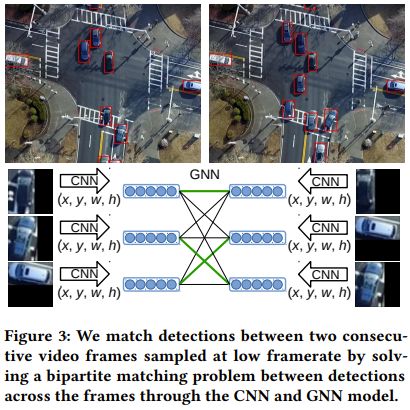 GNN
CNN CNN
(x, y, w, h) (x, y, w, h)
CNN CNN
(x, y, w, h) (x, y, w, h)
CNN CNN
(x, y, w, h) (x, y, w, h)
Figure 3: We match detections between two consecu-
tive video frames sampled at low framerate by solv-
ing a bipartite matching problem between detections
across the frames through the CNN and GNN model.